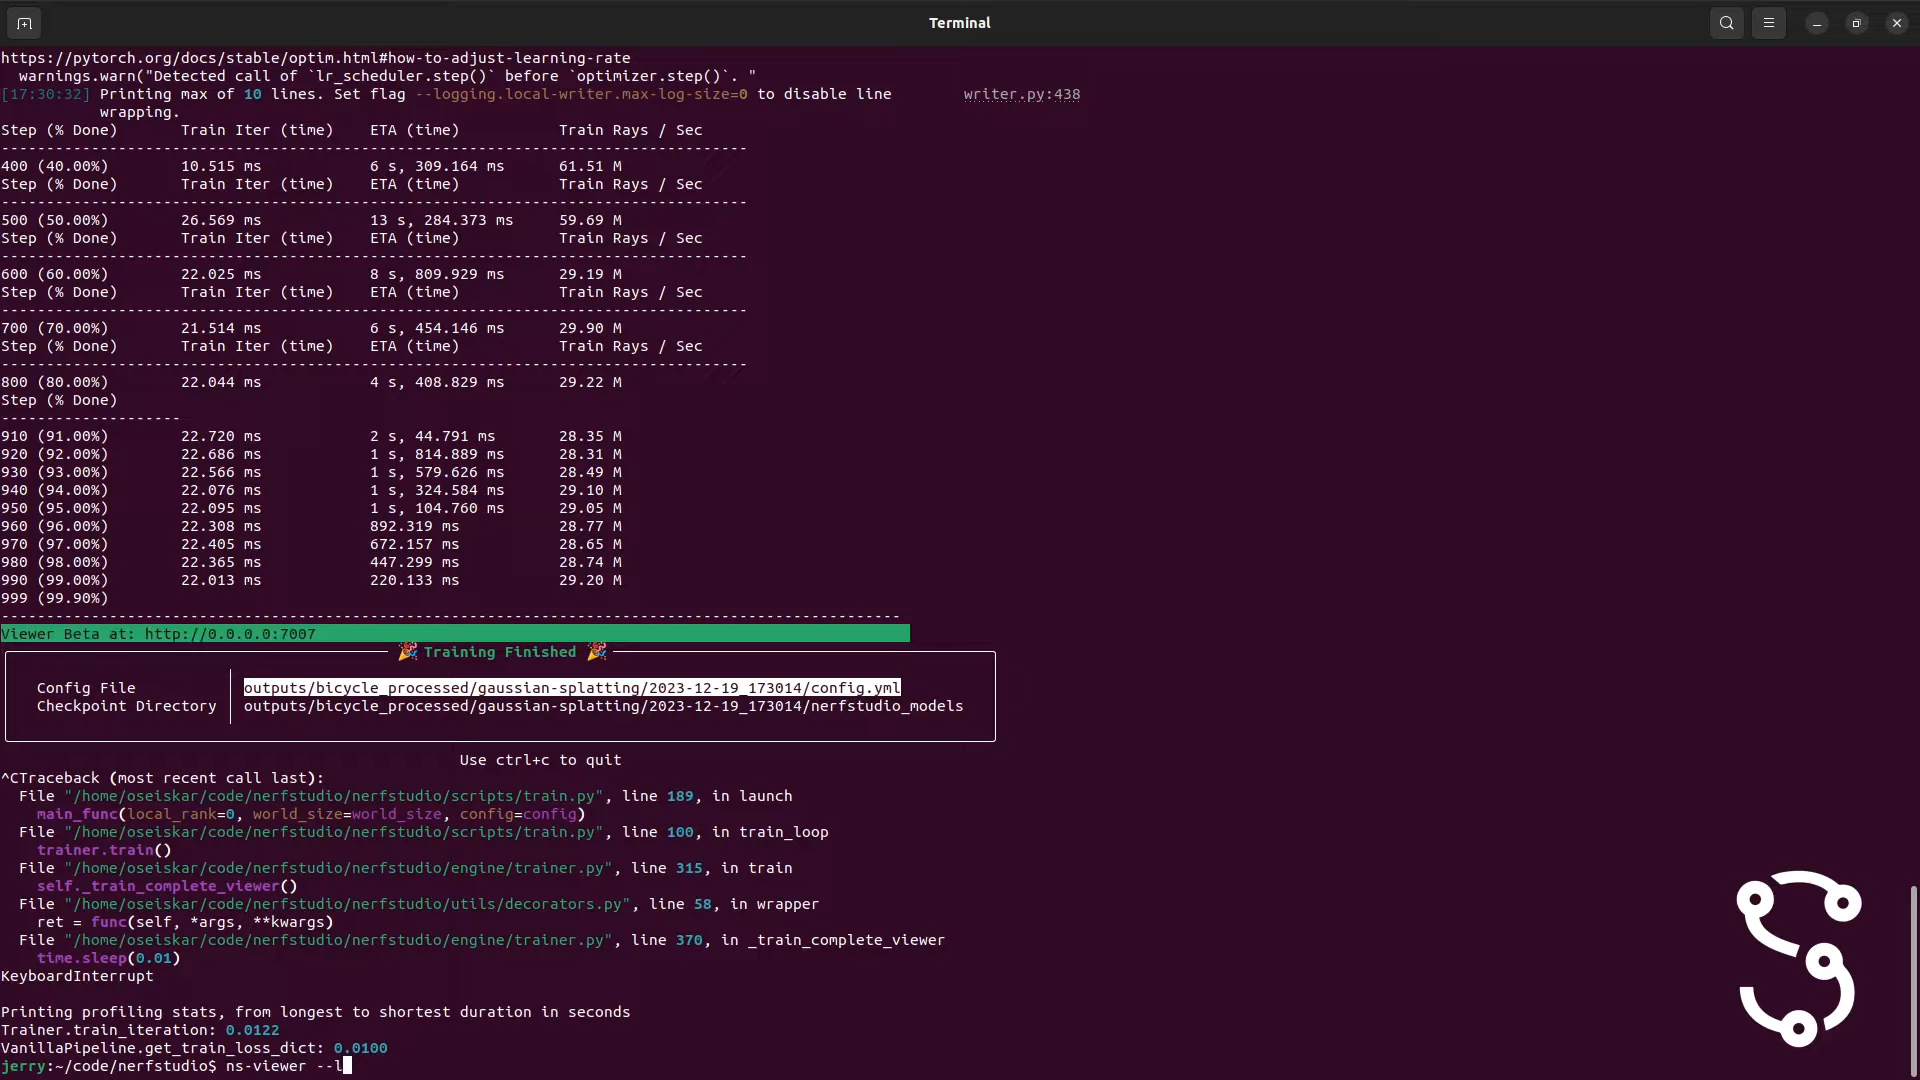 Terminal
https://pytorch.org/docs/stable/optim.html#how-to-adjust-learning-rate
  warnings.warn("Detected call of `lr_scheduler.step()` before `optimizer.step()`. "
[17:30:32] Printing max of 10 lines. Set flag --logging.local-writer.max-log-size=0 to disable line        writer.py:438
           wrapping.
Step (% Done)       Train Iter (time)    ETA (time)           Train Rays / Sec
-----------------------------------------------------------------------------------
400 (40.00%)        10.515 ms            6 s, 309.164 ms      61.51 M
Step (% Done)       Train Iter (time)    ETA (time)           Train Rays / Sec
-----------------------------------------------------------------------------------
500 (50.00%)        26.569 ms            13 s, 284.373 ms     59.69 M
Step (% Done)       Train Iter (time)    ETA (time)           Train Rays / Sec
-----------------------------------------------------------------------------------
600 (60.00%)        22.025 ms            8 s, 809.929 ms      29.19 M
Step (% Done)       Train Iter (time)    ETA (time)           Train Rays / Sec
-----------------------------------------------------------------------------------
700 (70.00%)        21.514 ms            6 s, 454.146 ms      29.90 M
Step (% Done)       Train Iter (time)    ETA (time)           Train Rays / Sec
-----------------------------------------------------------------------------------
800 (80.00%)        22.044 ms            4 s, 408.829 ms      29.22 M
Step (% Done)
--------------------
910 (91.00%)        22.720 ms            2 s, 44.791 ms       28.35 M
920 (92.00%)        22.686 ms            1 s, 814.889 ms      28.31 M
930 (93.00%)        22.566 ms            1 s, 579.626 ms      28.49 M
940 (94.00%)        22.076 ms            1 s, 324.584 ms      29.10 M
950 (95.00%)        22.095 ms            1 s, 104.760 ms      29.05 M
960 (96.00%)        22.308 ms            892.319 ms           28.77 M
970 (97.00%)        22.405 ms            672.157 ms           28.65 M
980 (98.00%)        22.365 ms            447.299 ms           28.74 M
990 (99.00%)        22.013 ms            220.133 ms           29.20 M
999 (99.90%)
----------------------------------------------------------------------------------------------------
Viewer Beta at: http://0.0.0.0:7007
🎉 Training Finished 🎉
Config File           outputs/bicycle_processed/gaussian-splatting/2023-12-19_173014/config.yml
Checkpoint Directory  outputs/bicycle_processed/gaussian-splatting/2023-12-19_173014/nerfstudio_models
Use ctrl+c to quit
^CTraceback (most recent call last):
  File "/home/oseiskar/code/nerfstudio/nerfstudio/scripts/train.py", line 189, in launch
    main_func(local_rank=0, world_size=world_size, config=config)
  File "/home/oseiskar/code/nerfstudio/nerfstudio/scripts/train.py", line 100, in train_loop
    trainer.train()
  File "/home/oseiskar/code/nerfstudio/nerfstudio/engine/trainer.py", line 315, in train
    self._train_complete_viewer()
  File "/home/oseiskar/code/nerfstudio/nerfstudio/utils/decorators.py", line 58, in wrapper
    ret = func(self, *args, **kwargs)
  File "/home/oseiskar/code/nerfstudio/nerfstudio/engine/trainer.py", line 370, in _train_complete_viewer
    time.sleep(0.01)
KeyboardInterrupt
Printing profiling stats, from longest to shortest duration in seconds
Trainer.train_iteration: 0.0122
VanillaPipeline.get_train_loss_dict: 0.0100
jerry:~/code/nerfstudio$ ns-viewer --l